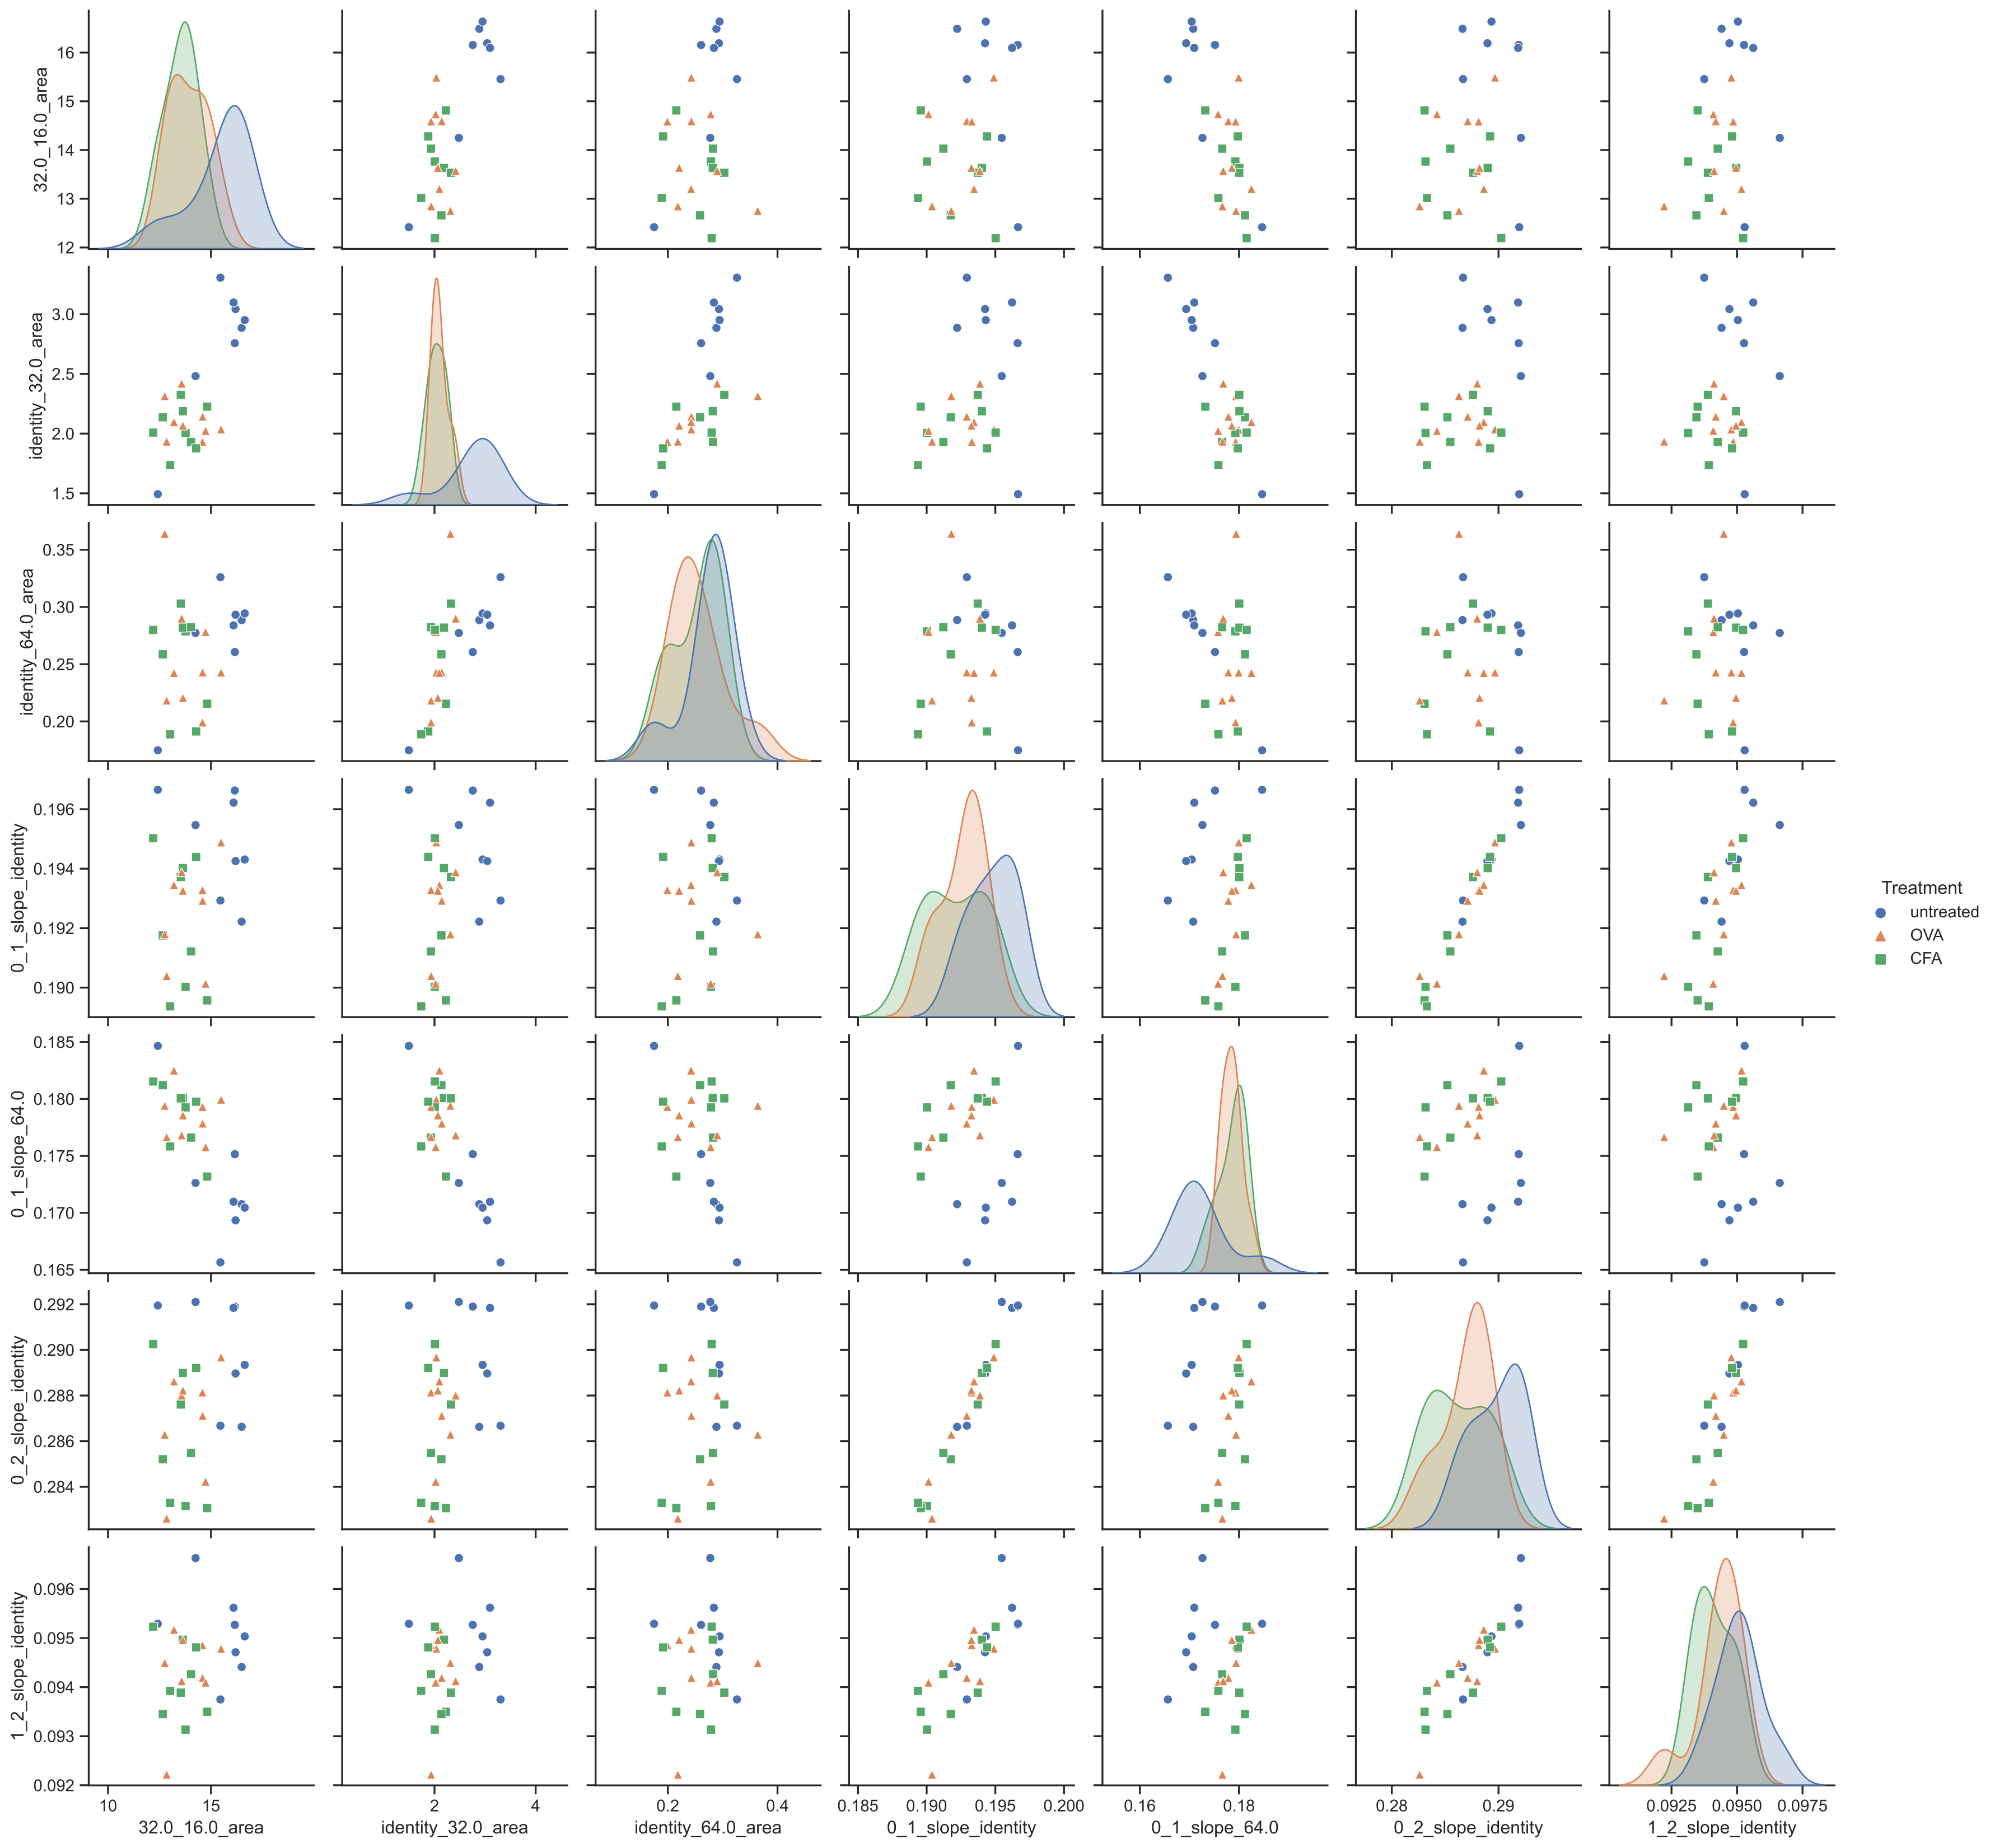 32.0_16.0_area
16
15
14
13
12
identity_32.0_area
3.0
2.5
2.0
1.5
identity_64.0_area
0.35
0.30
0.25
0.20
0_1_slope_identity
0.196
0.194
0.192
0.190
Treatment
untreated
OVA
CFA
0_1_slope_64.0
0.185
0.180
0.175
0.170
0.165
0_2_slope_identity
0.292
0.290
0.288
0.286
0.284
1_2_slope_identity
0.096
0.095
0.094
0.093
0.092
10 15 2 4 0.2 0.4 0.185 0.190 0.195 0.200 0.16 0.18 0.28 0.29 0.0925 0.0950 0.0975
32.0_16.0_area identity_32.0_area identity_64.0_area 0_1_slope_identity 0_1_slope_64.0 0_2_slope_identity 1_2_slope_identity